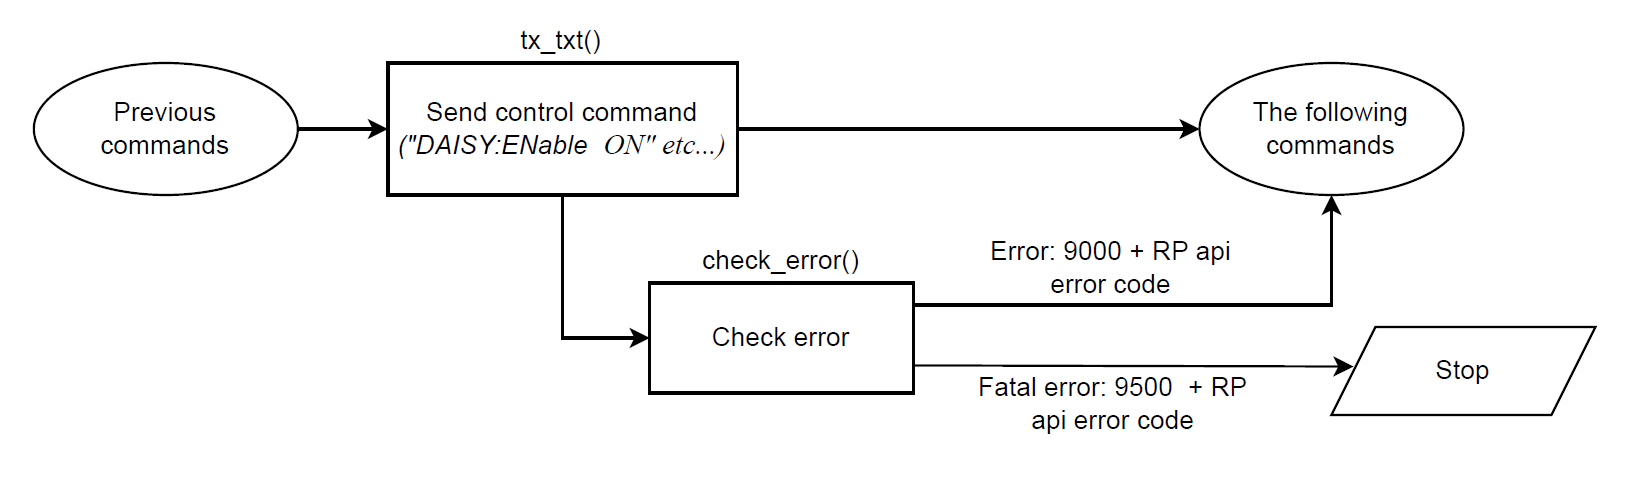 tx_txt()
Previous
commands
Send control command
("DAISY:ENable ON" etc...)
The following
commands
check_error()
Check error
Error: 9000 + RP api
error code
Fatal error: 9500 + RP
api error code
Stop